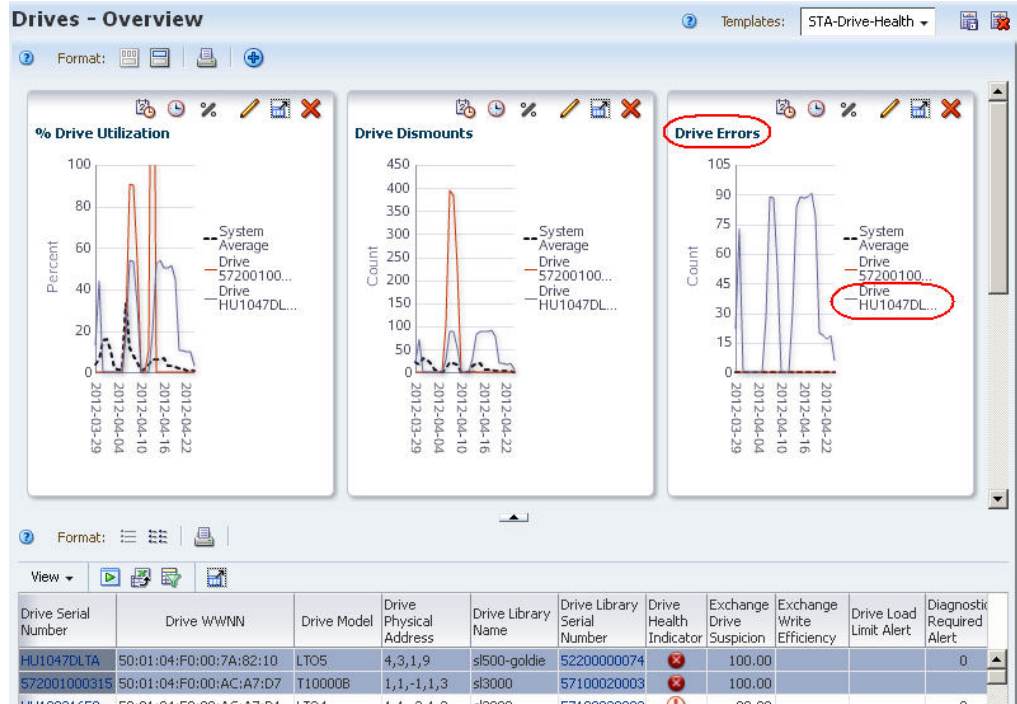 Drives - Overview
Templates: STA-Drive-Health
Format:
% Drive Utilization
100
80
60
40
20
0
Percent
2012-03-29
2012-04-04
2012-04-10
2012-04-16
2012-04-22
System
Average
Drive
57200100...
Drive
HU1047DL...
Drive Dismounts
450
400
350
300
250
200
150
100
50
0
Count
2012-03-29
2012-04-04
2012-04-10
2012-04-16
2012-04-22
System
Average
Drive
57200100...
Drive
HU1047DL...
Drive Errors
105
90
75
60
45
30
15
0
Count
2012-03-29
2012-04-04
2012-04-10
2012-04-16
2012-04-22
System
Average
Drive
57200100...
Drive
HU1047DL...
Format:
View
Drive Serial Number Drive WWNN Drive Model Drive Physical Address Drive Library Name Drive Library Serial Number Drive Health Indicator Exchange Drive Suspicion Exchange Write Efficiency Drive Load Limit Alert Diagnostic Required Alert
HU1047DLTA 50:01:04:F0:00:7A:82:10 LTO5 4,3,1,9 sl500-goldie 52200000074 100.00 0
572001000315 50:01:04:F0:00:AC:A7:D7 T10000B 1,1,-1,1,3 sl3000 57100020003 100.00